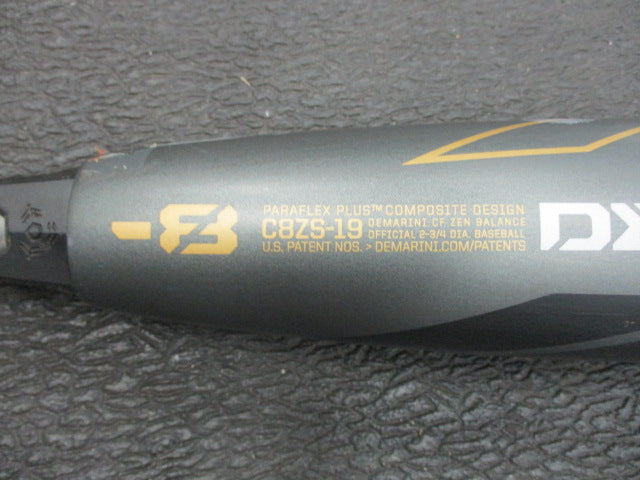 -8
PARAFLEX PLUS™ COMPOSITE DESIGN
C8ZS-19
DEMARINI CF ZEN BALANCE
OFFICIAL 2-3/4 DIA. BASEBALL
U.S. PATENT NOS. > DEMARINI.COM/PATENTS